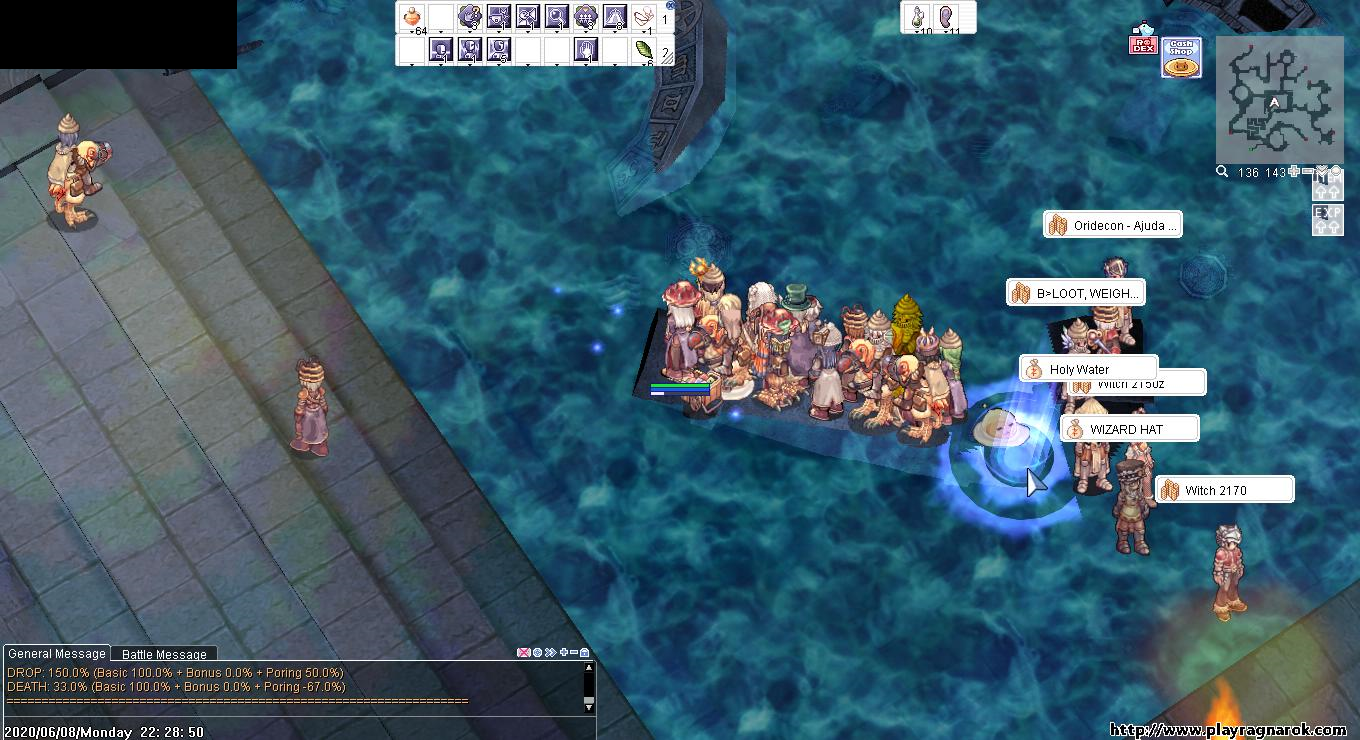 64
1
1
2
10
11
RODEX
Cash Shop
136 143
EXP
Oridecon - Ajuda ...
B>LOOT, WEIGH...
Holy Water
Witch 2150z
WIZARD HAT
Witch 2170
General Message
Battle Message
DROP: 150.0% (Basic 100.0% + Bonus 0.0% + Poring 50.0%)
DEATH: 33.0% (Basic 100.0% + Bonus 0.0% + Poring -67.0%)
2020/06/08/Monday 22: 28: 50
http://www.playragnarok.com